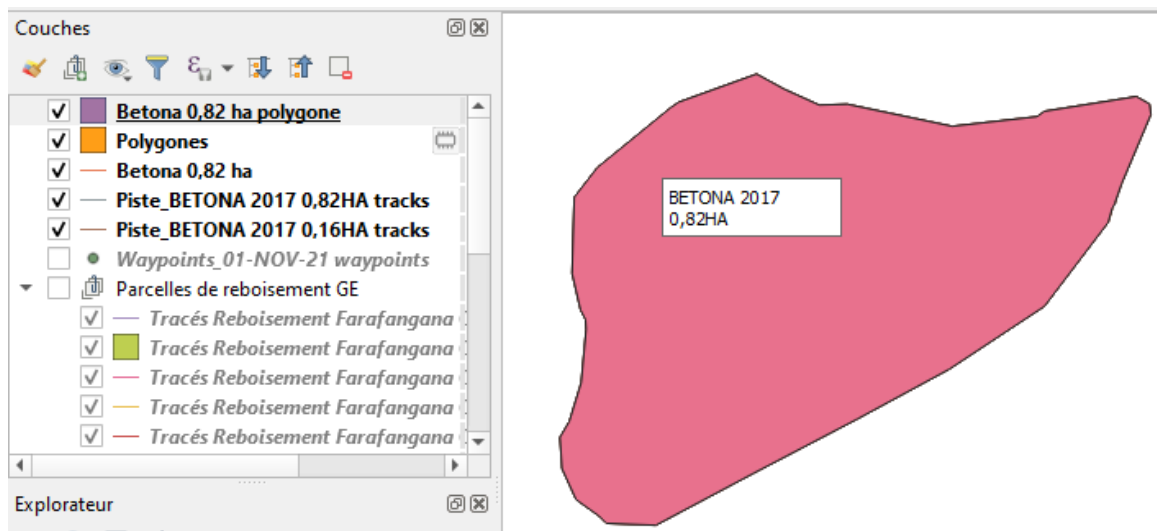 Couches
Betona 0,82 ha polygone
Polygones
Betona 0,82 ha
Piste_BETONA 2017 0,82HA tracks
Piste_BETONA 2017 0,16HA tracks
Waypoints_01-NOV-21 waypoints
Parcelles de reboisement GE
Tracés Reboisement Farafangana
Tracés Reboisement Farafangana
Tracés Reboisement Farafangana
Tracés Reboisement Farafangana
Tracés Reboisement Farafangana
Explorateur
BETONA 2017
0,82HA